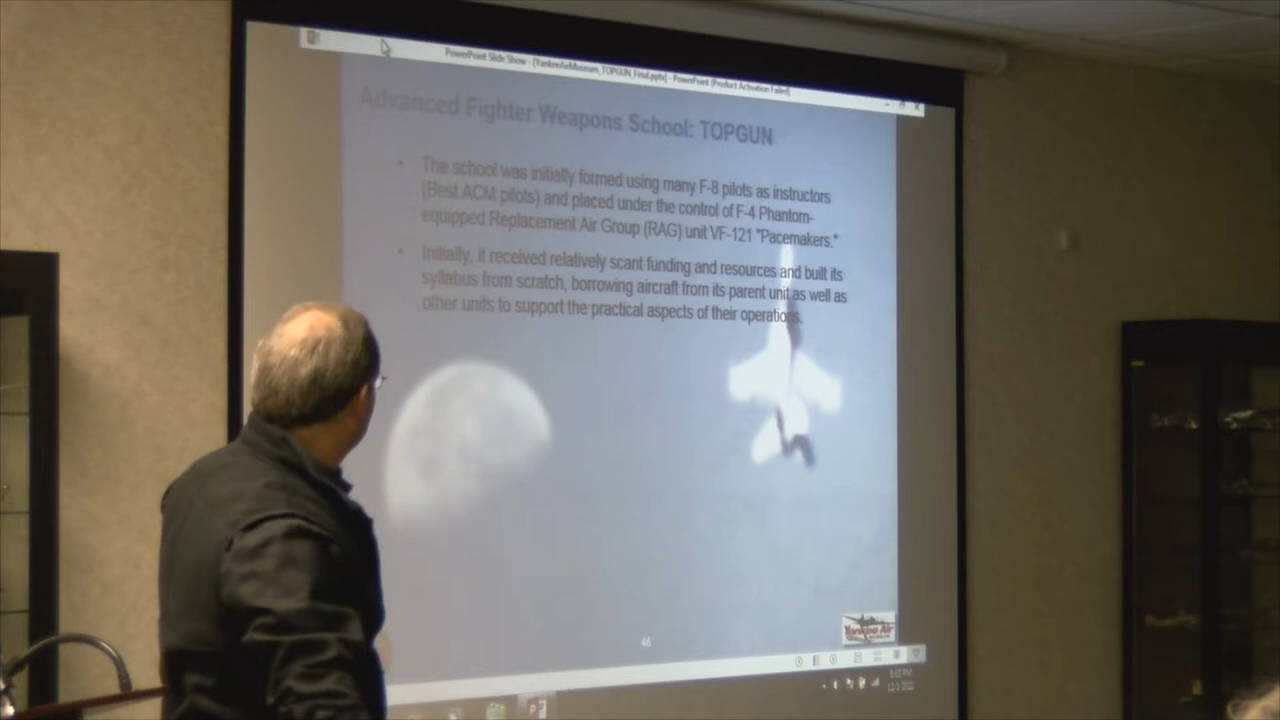 PowerPoint Slide Show - [YankeeAirMuseum_TOPGUN_Final.pptx] - PowerPoint (Product Activation Failed)
Advanced Fighter Weapons School: TOPGUN
• The school was initially formed using many F-8 pilots as instructors
(Best ACM pilots) and placed under the control of F-4 Phantom-
equipped Replacement Air Group (RAG) unit VF-121 "Pacemakers."
• Initially, it received relatively scant funding and resources and built its
syllabus from scratch, borrowing aircraft from its parent unit as well as
other units to support the practical aspects of their operations.
46
Yankee Air